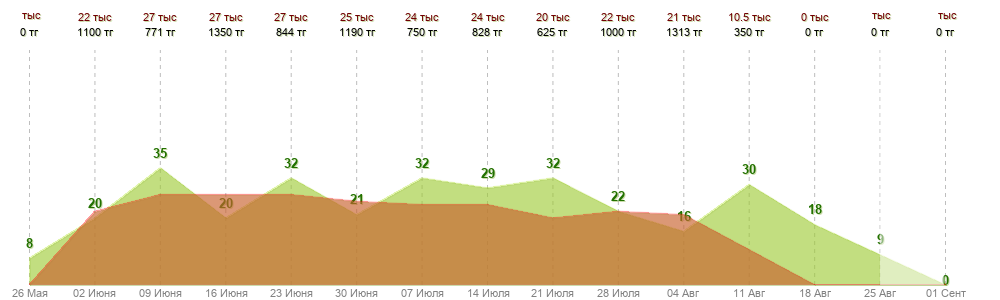 тыс 22 тыс 27 тыс 27 тыс 27 тыс 25 тыс 24 тыс 24 тыс 20 тыс 22 тыс 21 тыс 10.5 тыс 0 тыс тыс тыс
0 тг 1100 тг 771 тг 1350 тг 844 тг 1190 тг 750 тг 828 тг 625 тг 1000 тг 1313 тг 350 тг 0 тг 0 тг 0 тг
8 20 35 20 32 21 32 29 32 22 16 30 18 9 0
26 Мая 02 Июня 09 Июня 16 Июня 23 Июня 30 Июня 07 Июля 14 Июля 21 Июля 28 Июля 04 Авг 11 Авг 18 Авг 25 Авг 01 Сент